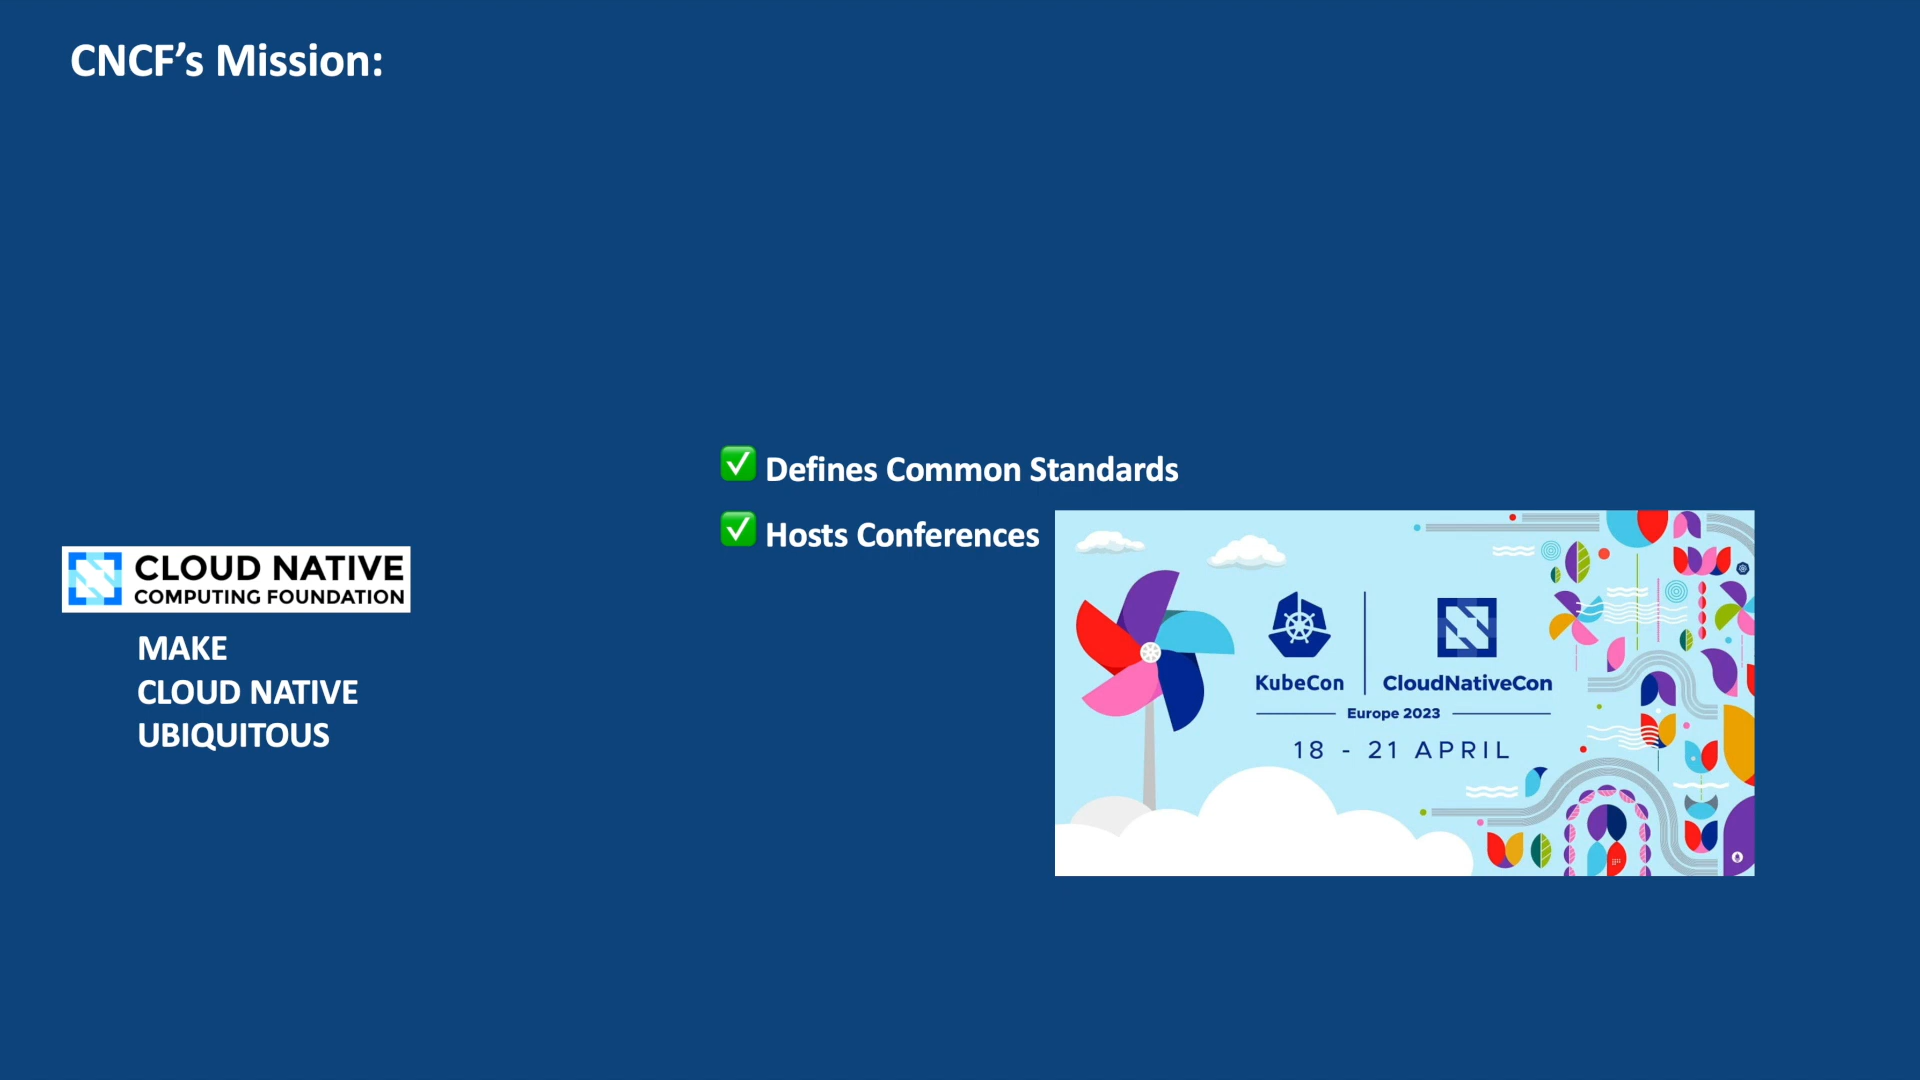 CNCF’s Mission:
✅ Defines Common Standards
✅ Hosts Conferences
CLOUD NATIVE
COMPUTING FOUNDATION
MAKE
CLOUD NATIVE
UBIQUITOUS
KubeCon
CloudNativeCon
Europe 2023
18 - 21 APRIL